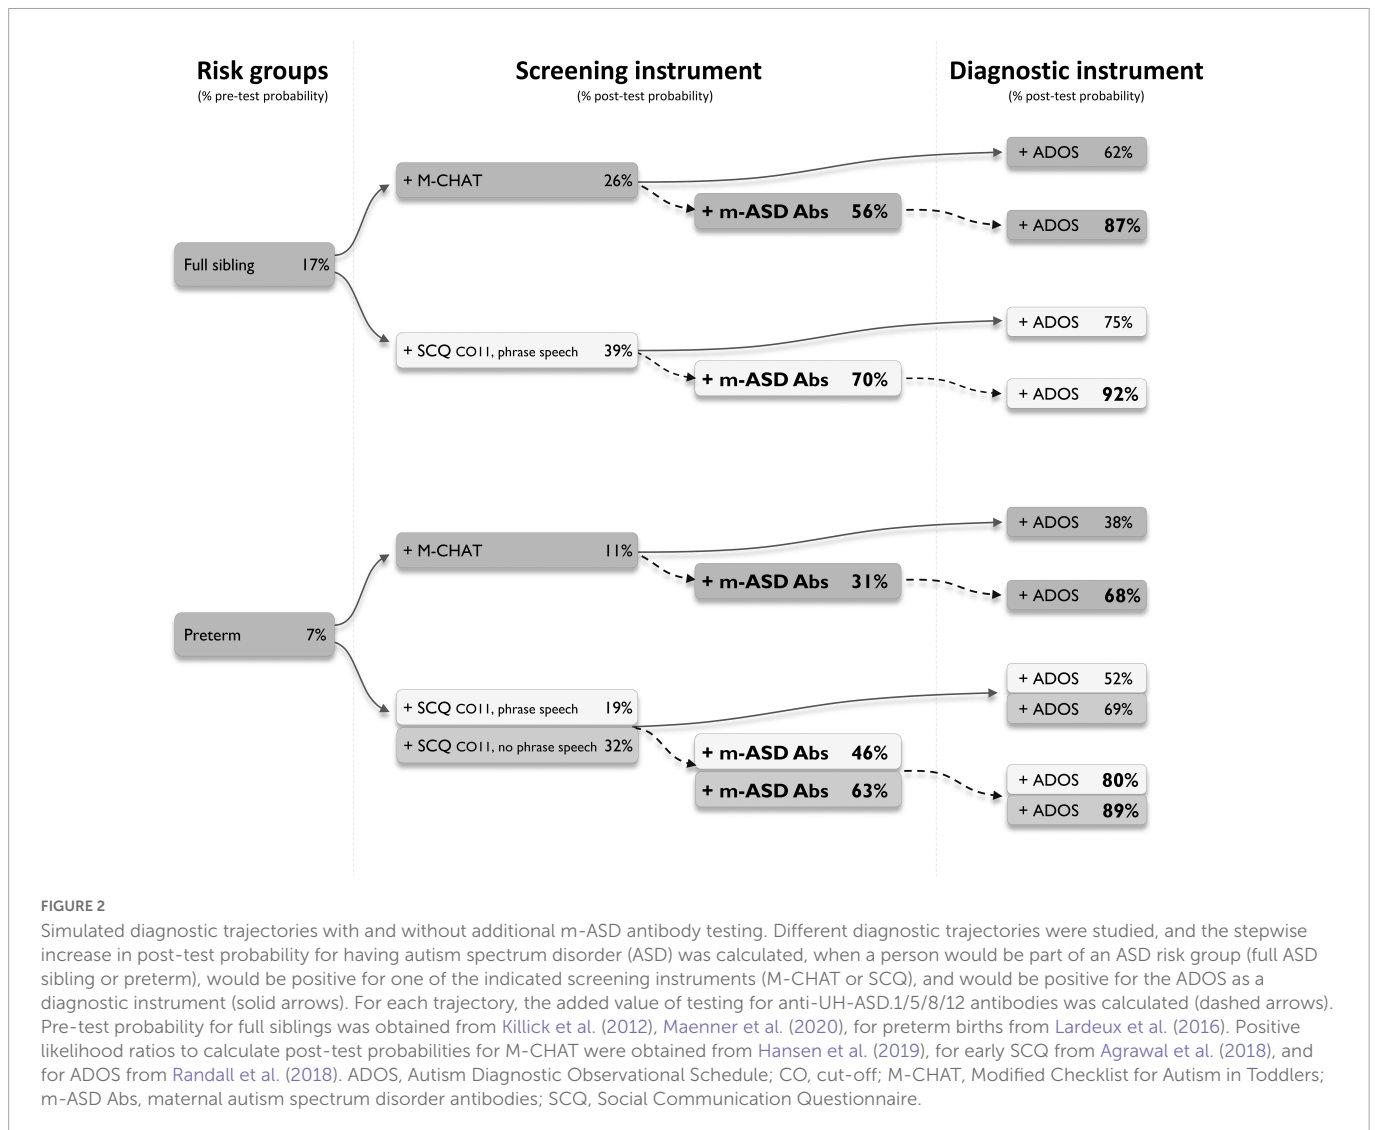 Risk groups
(% pre-test probability)
Screening instrument
(% post-test probability)
Diagnostic instrument
(% post-test probability)
+ ADOS 62%
+ M-CHAT 26%
+ m-ASD Abs 56%
+ ADOS 87%
Full sibling 17%
+ ADOS 75%
+ SCQ CO11, phrase speech 39%
+ m-ASD Abs 70%
+ ADOS 92%
+ ADOS 38%
+ M-CHAT 11%
+ m-ASD Abs 31%
+ ADOS 68%
Preterm 7%
+ ADOS 52%
+ ADOS 69%
+ SCQ CO11, phrase speech 19%
+ SCQ CO11, no phrase speech 32%
+ m-ASD Abs 46%
+ m-ASD Abs 63%
+ ADOS 80%
+ ADOS 89%
FIGURE 2
Simulated diagnostic trajectories with and without additional m-ASD antibody testing. Different diagnostic trajectories were studied, and the stepwise
increase in post-test probability for having autism spectrum disorder (ASD) was calculated, when a person would be part of an ASD risk group (full ASD
sibling or preterm), would be positive for one of the indicated screening instruments (M-CHAT or SCQ), and would be positive for the ADOS as a
diagnostic instrument (solid arrows). For each trajectory, the added value of testing for anti-UH-ASD.1/5/8/12 antibodies was calculated (dashed arrows).
Pre-test probability for full siblings was obtained from Killick et al. (2012), Maenner et al. (2020), for preterm births from Lardeux et al. (2016). Positive
likelihood ratios to calculate post-test probabilities for M-CHAT were obtained from Hansen et al. (2019), for early SCQ from Agrawal et al. (2018), and
for ADOS from Randall et al. (2018). ADOS, Autism Diagnostic Observational Schedule; CO, cut-off; M-CHAT, Modified Checklist for Autism in Toddlers;
m-ASD Abs, maternal autism spectrum disorder antibodies; SCQ, Social Communication Questionnaire.